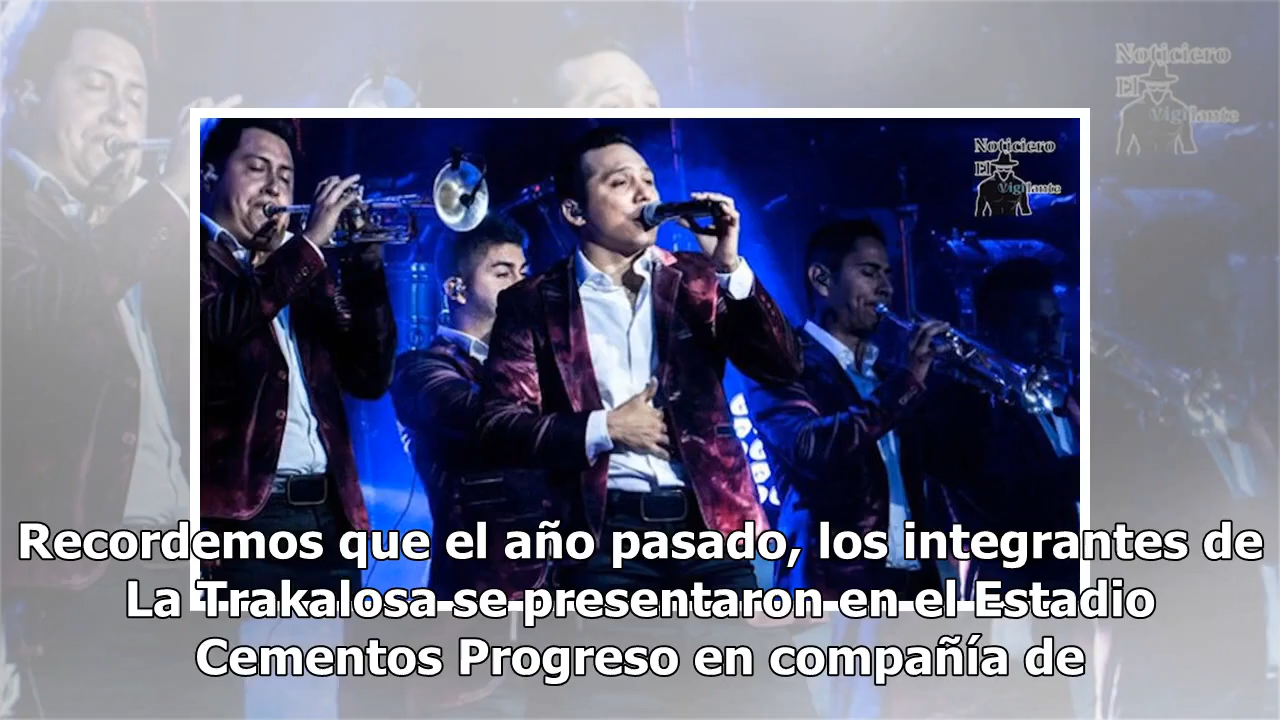 Noticiero
El
Vigilante
Noticiero
El
Vigilante
Recordemos que el año pasado, los integrantes de
La Trakalosa se presentaron en el Estadio
Cementos Progreso en compañía de